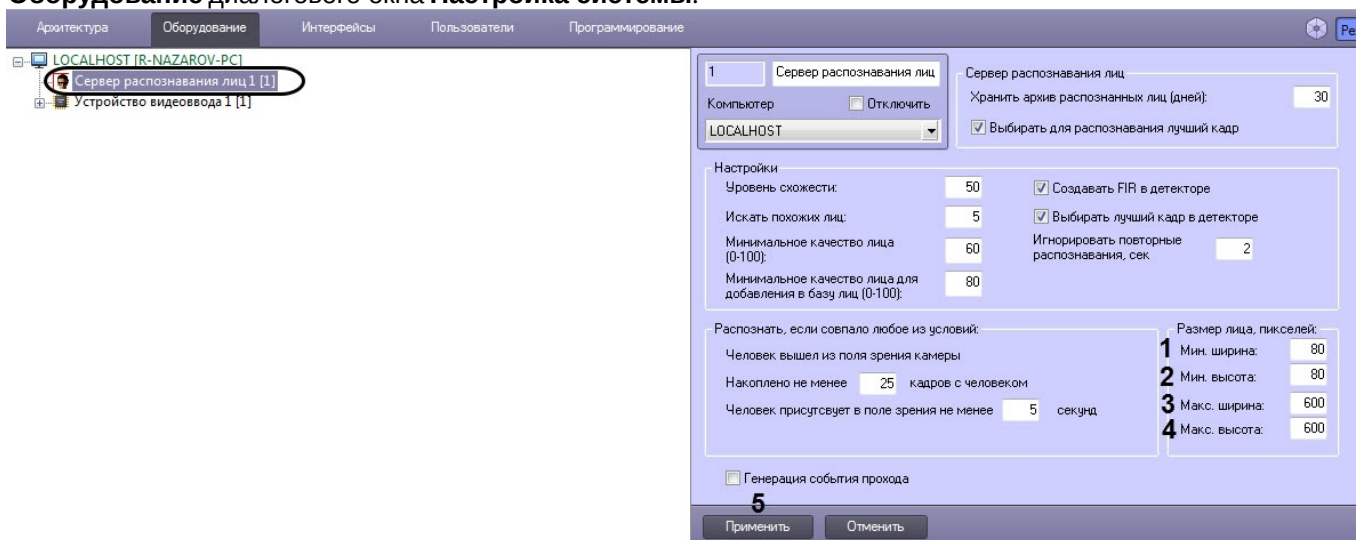 Оборудование диалогового окна Настройка системы.
Архитектура Оборудование Интерфейсы Пользователи Программирование
LOCALHOST [R-NAZAROV-PC]
Сервер распознавания лиц 1 [1]
Устройство видеоввода 1 [1]
1 Сервер распознавания лиц
Компьютер Отключить
LOCALHOST
Сервер распознавания лиц
Хранить архив распознанных лиц (дней): 30
Выбирать для распознавания лучший кадр
Настройки
Уровень схожести: 50 Создавать FIR в детекторе
Искать похожих лиц: 5 Выбирать лучший кадр в детекторе
Минимальное качество лица
(0-100): 60
Игнорировать повторные
распознавания, сек 2
Минимальное качество лица для
добавления в базу лиц (0-100): 80
Распознать, если совпало любое из условий:
Человек вышел из поля зрения камеры
Накоплено не менее 25 кадров с человеком
Человек присутсвует в поле зрения не менее 5 секунд
Размер лица, пикселей:
1 Мин. ширина: 80
2 Мин. высота: 80
3 Макс. ширина: 600
4 Макс. высота: 600
Генерация события прохода
5
Применить Отменить